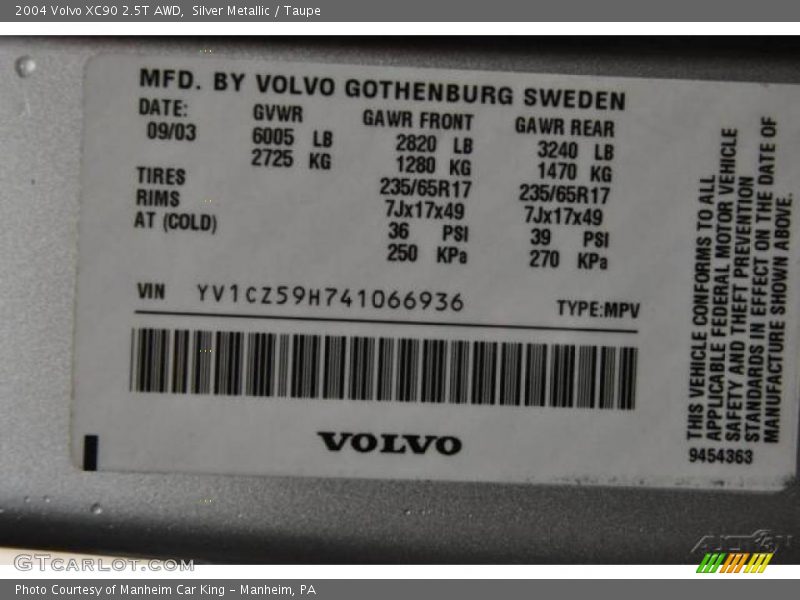 2004 Volvo XC90 2.5T AWD,  Silver Metallic / Taupe
MFD. BY VOLVO GOTHENBURG SWEDEN
DATE: GVWR GAWR FRONT GAWR REAR
09/03 6005 LB 2820 LB 3240 LB
2725 KG 1280 KG 1470 KG
TIRES 235/65R17 235/65R17
RIMS 7Jx17x49 7Jx17x49
AT (COLD) 36 PSI 39 PSI
250 KPa 270 KPa
VIN YV1CZ59H741066936 TYPE:MPV
VOLVO
THIS VEHICLE CONFORMS TO ALL
APPLICABLE FEDERAL MOTOR VEHICLE
SAFETY AND THEFT PREVENTION
STANDARDS IN EFFECT ON THE DATE OF
MANUFACTURE SHOWN ABOVE.
9454363
GTCARLOT.COM
Photo Courtesy of Manheim Car King - Manheim, PA